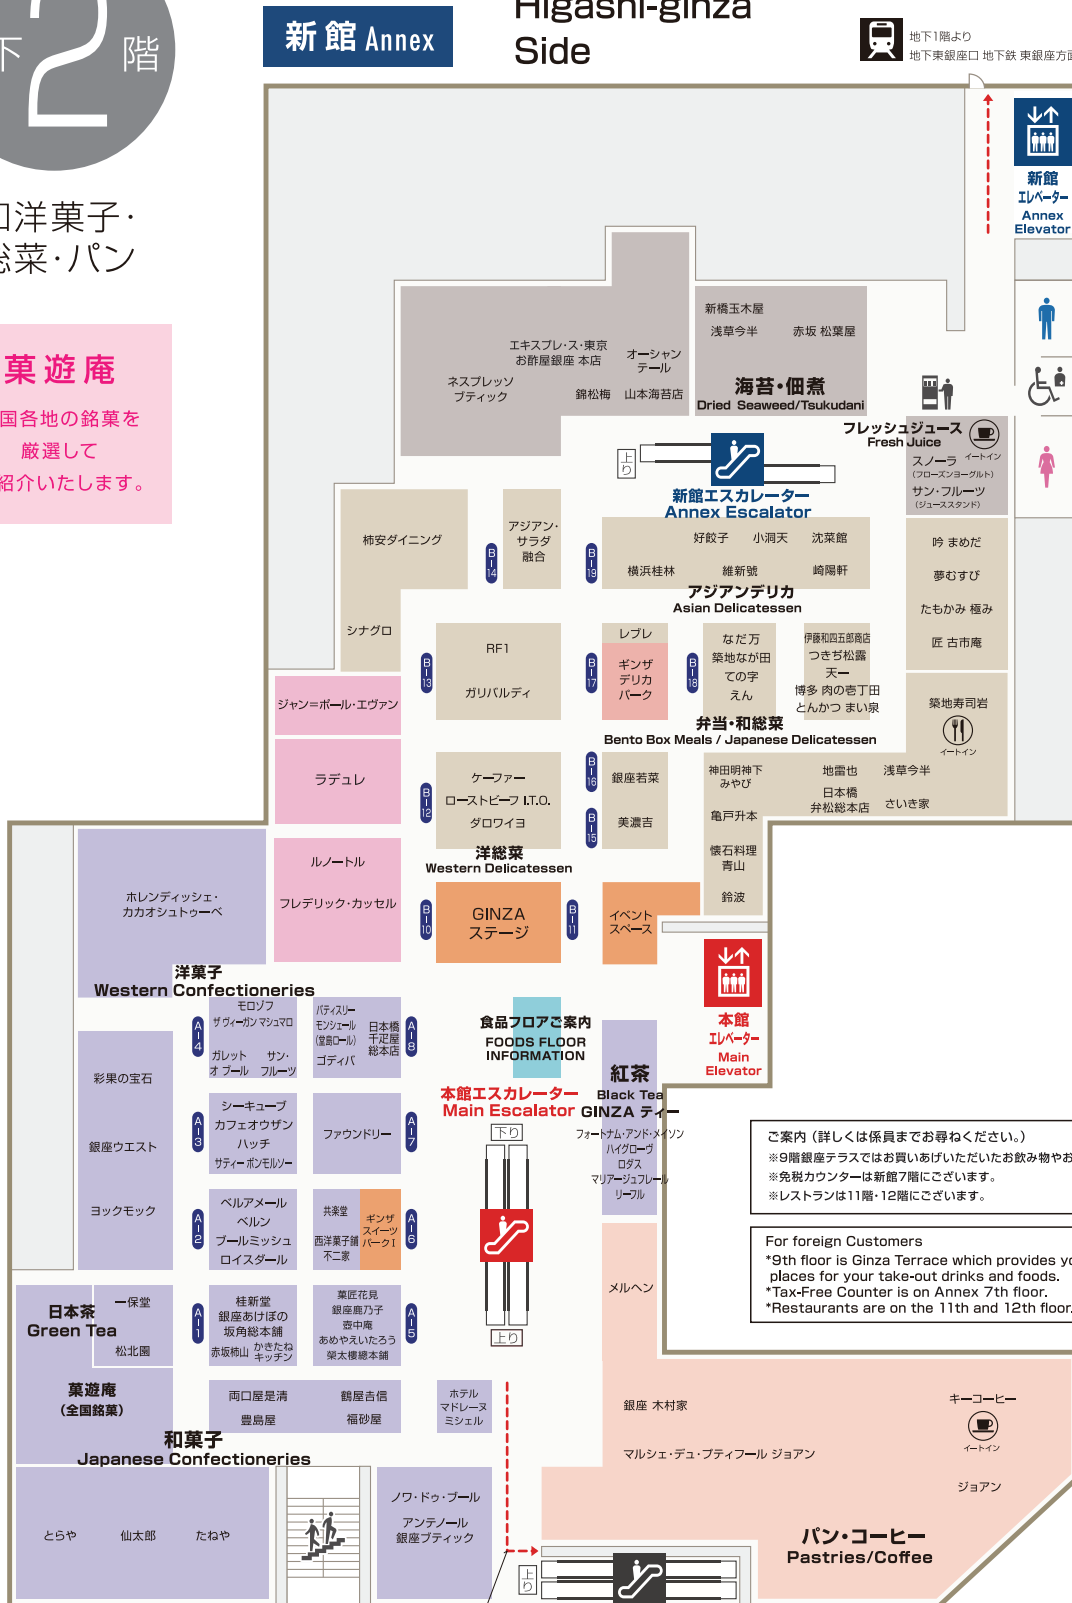 下
2
階
和洋菓子・
総菜・パン
菓遊庵
全国各地の銘菓を
厳選して
ご紹介いたします。
新館 Annex
Higashi-ginza
Side
地下1階より
地下東銀座口 地下鉄 東銀座方面
新館
エレベーター
Annex
Elevator
新橋玉木屋
浅草今半
赤坂 松葉屋
海苔・佃煮
Dried Seaweed/Tsukudani
エキスプレ・ス・東京
お酢屋銀座 本店
オーシャン
テール
ネスプレッソ
ブティック
錦松梅
山本海苔店
フレッシュジュース
Fresh Juice
イートイン
スノーラ
(フローズンヨーグルト)
サン・フルーツ
(ジューススタンド)
上り
新館エスカレーター
Annex Escalator
柿安ダイニング
シナグロ
B-14
アジアン・
サラダ
融合
B-19
好餃子
小洞天
沈菜館
横浜桂林
維新號
崎陽軒
アジアンデリカ
Asian Delicatessen
吟 まめだ
夢むすび
たもかみ 極み
匠 古市庵
B-13
RF1
ガリバルディ
B-17
レブレ
ギンザ
デリカ
パーク
B-18
なだ万
築地なが田
ての字
えん
伊藤和四五郎商店
つきぢ松露
天一
博多 肉の壱丁田
とんかつ まい泉
弁当・和総菜
Bento Box Meals / Japanese Delicatessen
築地寿司岩
イートイン
ジャン=ポール・エヴァン
ラデュレ
B-12
ケーファー
ローストビーフ I.T.O.
ダロワイヨ
洋総菜
Western Delicatessen
B-16
銀座若菜
B-15
美濃吉
神田明神下
みやび
地雷也
浅草今半
日本橋
弁松総本店
さいき家
亀戸升本
懐石料理
青山
鈴波
ホレンディッシェ・
カカオシュトゥーベ
ルノートル
フレデリック・カッセル
B-10
GINZA
ステージ
B-11
イベント
スペース
洋菓子
Western Confectioneries
本館
エレベーター
Main
Elevator
A-4
モロゾフ
ザ ヴィーガン マシュマロ
ガレット
オ ブール
サン・
フルーツ
パティスリー
モンシェール
(堂島ロール)
ゴディバ
日本橋
千疋屋
総本店
A-8
食品フロアご案内
FOODS FLOOR
INFORMATION
紅茶
Black Tea
GINZA ティー
フォートナム・アンド・メイソン
ハイグローヴ
ロダス
マリアージュフレール
リーフル
彩果の宝石
銀座ウエスト
ヨックモック
A-3
シーキューブ
カフェオウザン
ハッチ
サティー ボンモルソー
ファウンドリー
A-7
本館エスカレーター
Main Escalator
下り
上り
A-2
ベルアメール
ベルン
ブールミッシュ
ロイスダール
共楽堂
西洋菓子舗
不二家
ギンザ
スイーツ
パークⅠ
A-6
ご案内(詳しくは係員までお尋ねください。)
※9階銀座テラスではお買いあげいただいたお飲み物やお
※免税カウンターは新館7階にございます。
※レストランは11階・12階にございます。
For foreign Customers
*9th floor is Ginza Terrace which provides yo
places for your take-out drinks and foods.
*Tax-Free Counter is on Annex 7th floor.
*Restaurants are on the 11th and 12th floor.
日本茶
Green Tea
一保堂
松北園
A-1
桂新堂
銀座あけぼの
坂角総本舗
赤坂柿山
かきたね
キッチン
菓匠花見
銀座鹿乃子
壺中庵
あめやえいたろう
榮太樓總本鋪
A-5
メルヘン
菓遊庵
(全国銘菓)
両口屋是清
豊島屋
鶴屋𠮷信
福砂屋
ホテル
マドレーヌ
ミシェル
和菓子
Japanese Confectioneries
銀座 木村家
マルシェ・デュ・プティフール ジョアン
キーコーヒー
イートイン
ジョアン
パン・コーヒー
Pastries/Coffee
とらや
仙太郎
たねや
ノワ・ドゥ・ブール
アンテノール
銀座ブティック
上り